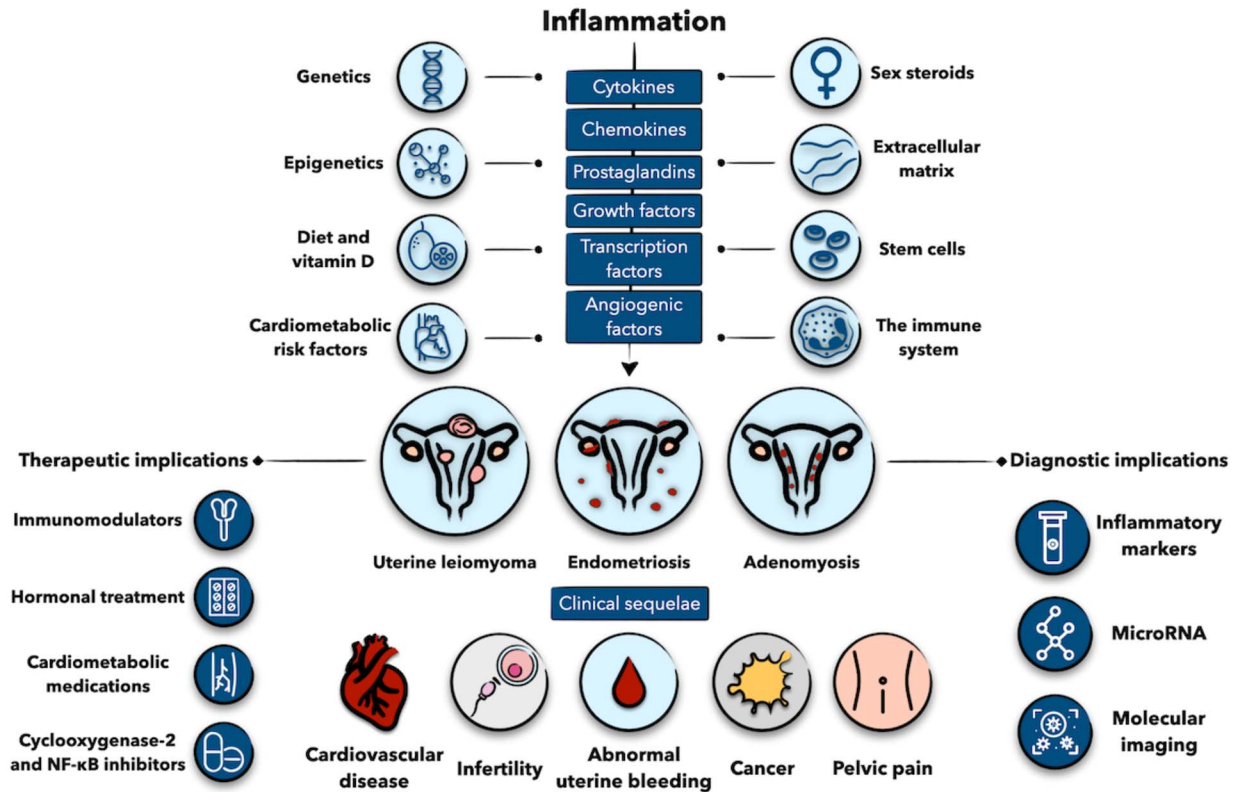 Inflammation
Genetics
Epigenetics
Diet and
vitamin D
Cardiometabolic
risk factors
Cytokines
Chemokines
Prostaglandins
Growth factors
Transcription
factors
Angiogenic
factors
Sex steroids
Extracellular
matrix
Stem cells
The immune
system
Uterine leiomyoma
Endometriosis
Adenomyosis
Therapeutic implications
Immunomodulators
Hormonal treatment
Cardiometabolic
medications
Cyclooxygenase-2
and NF-κB inhibitors
Clinical sequelae
Cardiovascular
disease
Infertility
Abnormal
uterine bleeding
Cancer
Pelvic pain
Diagnostic implications
Inflammatory
markers
MicroRNA
Molecular
imaging